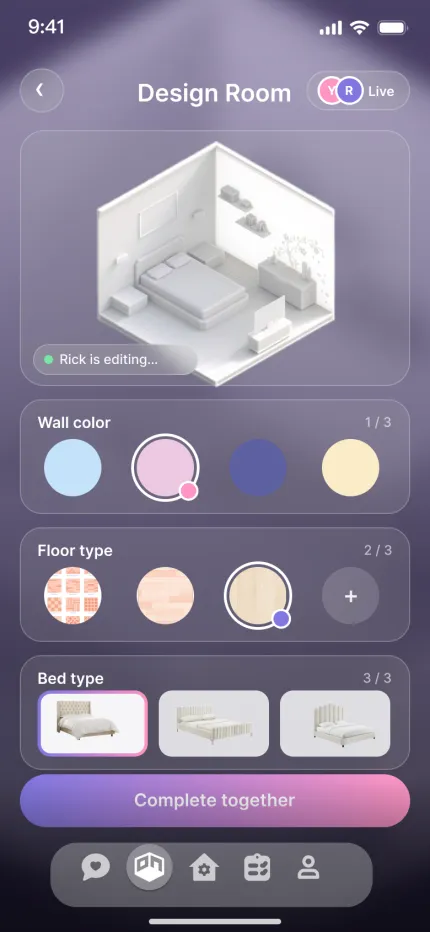 9:41
Design Room
Y R Live
Rick is editing...
Wall color 1 / 3
Floor type 2 / 3
+
Bed type 3 / 3
Complete together